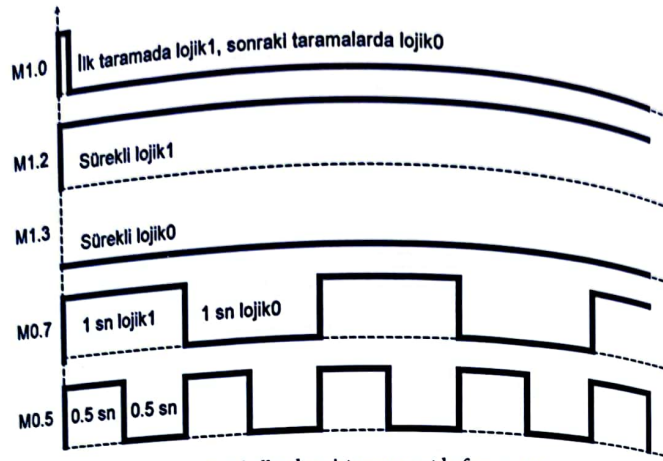 M1.0 İlk taramada lojik1, sonraki taramalarda lojik0
M1.2 Sürekli lojik1
M1.3 Sürekli lojik0
M0.7 1 sn lojik1 1 sn lojik0
M0.5 0.5 sn 0.5 sn